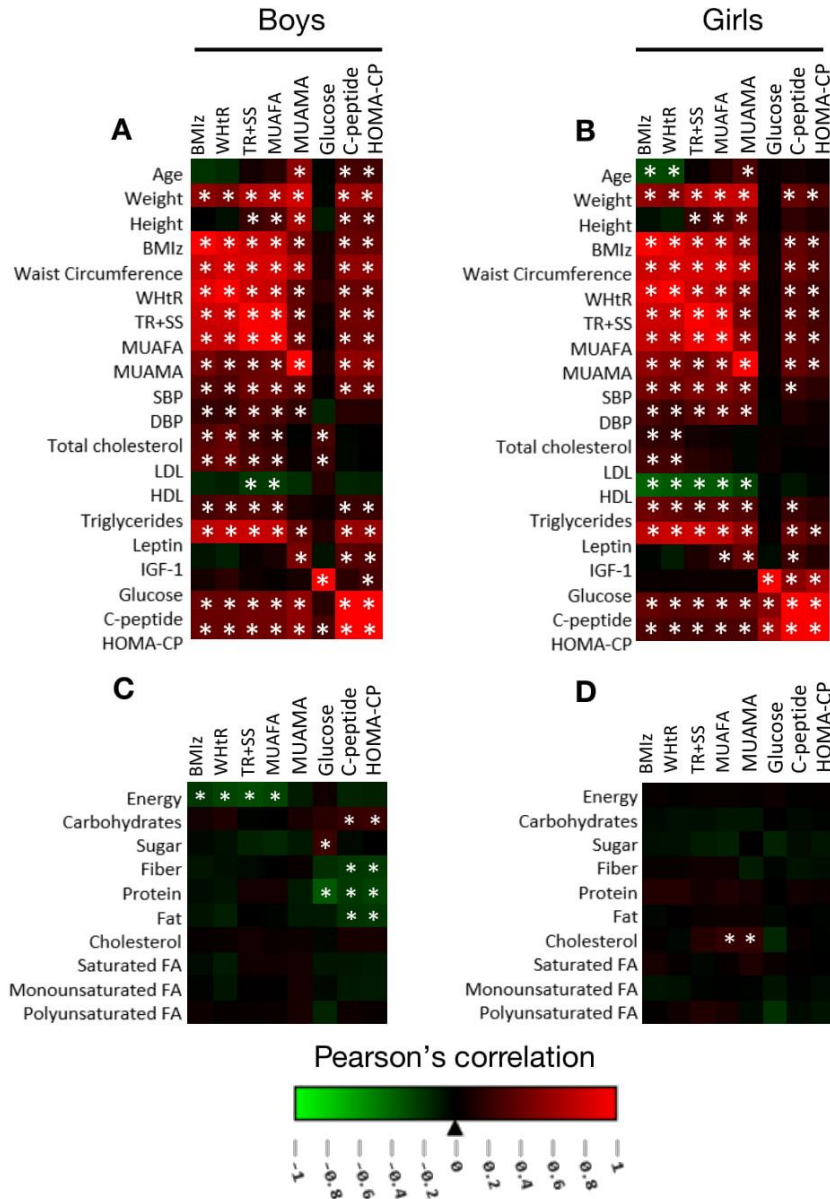 Boys
A
BMIz
WHtR
TR+SS
MUAFA
MUAMA
Glucose
C-peptide
HOMA-CP
Age
Weight
Height
BMIz
Waist Circumference
WHtR
TR+SS
MUAFA
MUAMA
SBP
DBP
Total cholesterol
LDL
HDL
Triglycerides
Leptin
IGF-1
Glucose
C-peptide
HOMA-CP
Girls
B
BMIz
WHtR
TR+SS
MUAFA
MUAMA
Glucose
C-peptide
HOMA-CP
Age
Weight
Height
BMIz
Waist Circumference
WHtR
TR+SS
MUAFA
MUAMA
SBP
DBP
Total cholesterol
LDL
HDL
Triglycerides
Leptin
IGF-1
Glucose
C-peptide
HOMA-CP
C
BMIz
WHtR
TR+SS
MUAFA
MUAMA
Glucose
C-peptide
HOMA-CP
Energy
Carbohydrates
Sugar
Fiber
Protein
Fat
Cholesterol
Saturated FA
Monounsaturated FA
Polyunsaturated FA
D
BMIz
WHtR
TR+SS
MUAFA
MUAMA
Glucose
C-peptide
HOMA-CP
Energy
Carbohydrates
Sugar
Fiber
Protein
Fat
Cholesterol
Saturated FA
Monounsaturated FA
Polyunsaturated FA
Pearson's correlation
-1
-0.8
-0.6
-0.4
-0.2
0
0.2
0.4
0.6
0.8
1